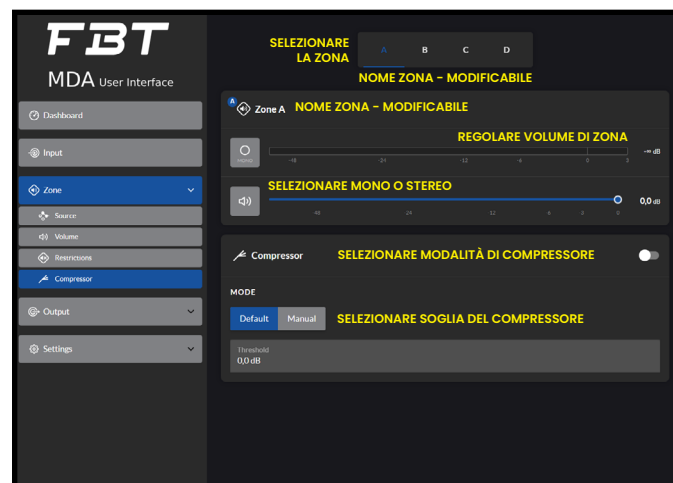 FBT
MDA User Interface
Dashboard
Input
Zone
Source
Volume
Restrictions
Compressor
Output
Settings
SELEZIONARE
LA ZONA
A B C D
NOME ZONA - MODIFICABILE
A Zone A NOME ZONA - MODIFICABILE
REGOLARE VOLUME DI ZONA
MONO
-48 -24 -12 -6 0 3
-∞ dB
SELEZIONARE MONO O STEREO
0,0 dB
48 24 12 6 0
Compressor SELEZIONARE MODALITÀ DI COMPRESSORE
MODE
Default Manual SELEZIONARE SOGLIA DEL COMPRESSORE
Threshold
0,0 dB